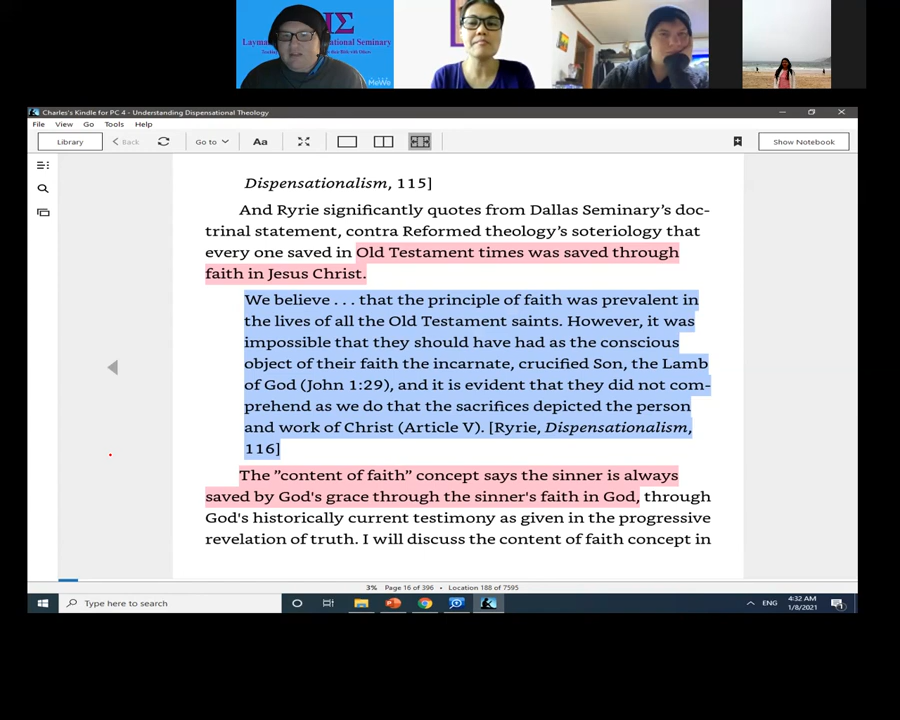 Layman
ional Seminary
MeWe
Charles's Kindle for PC 4 - Understanding Dispensational Theology
File View Go Tools Help
Library Back Go to Aa Show Notebook
Dispensationalism, 115]
And Ryrie significantly quotes from Dallas Seminary's doc-
trinal statement, contra Reformed theology's soteriology that
every one saved in Old Testament times was saved through
faith in Jesus Christ.
We believe . . . that the principle of faith was prevalent in
the lives of all the Old Testament saints. However, it was
impossible that they should have had as the conscious
object of their faith the incarnate, crucified Son, the Lamb
of God (John 1:29), and it is evident that they did not com-
prehend as we do that the sacrifices depicted the person
and work of Christ (Article V). [Ryrie, Dispensationalism,
116]
The ”content of faith” concept says the sinner is always
saved by God's grace through the sinner's faith in God, through
God's historically current testimony as given in the progressive
revelation of truth. I will discuss the content of faith concept in
3% Page 16 of 396 • Location 188 of 7595
Type here to search
ENG
4:32 AM
1/8/2021